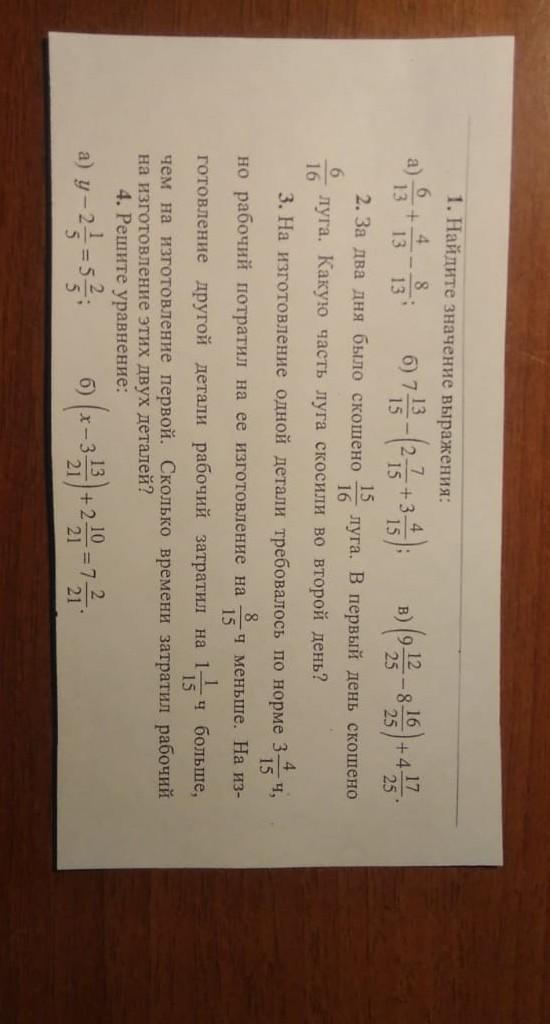 1. Найдите значение выражения:
а) 6/13 + 4/13 − 8/13; б) 7 13/15 − (2 7/15 + 3 4/15); в) (9 12/25 − 8 16/25) + 4 17/25.
2. За два дня было скошено 15/16 луга. В первый день скошено
6/16 луга. Какую часть луга скосили во второй день?
3. На изготовление одной детали требовалось по норме 3 4/15 ч,
но рабочий потратил на ее изготовление на 8/15 ч меньше. На из-
готовление другой детали рабочий затратил на 1 1/15 ч больше,
чем на изготовление первой. Сколько времени затратил рабочий
на изготовление этих двух деталей?
4. Решите уравнение:
а) y − 2 1/5 = 5 2/5; б) (x − 3 13/21) + 2 10/21 = 7 2/21.